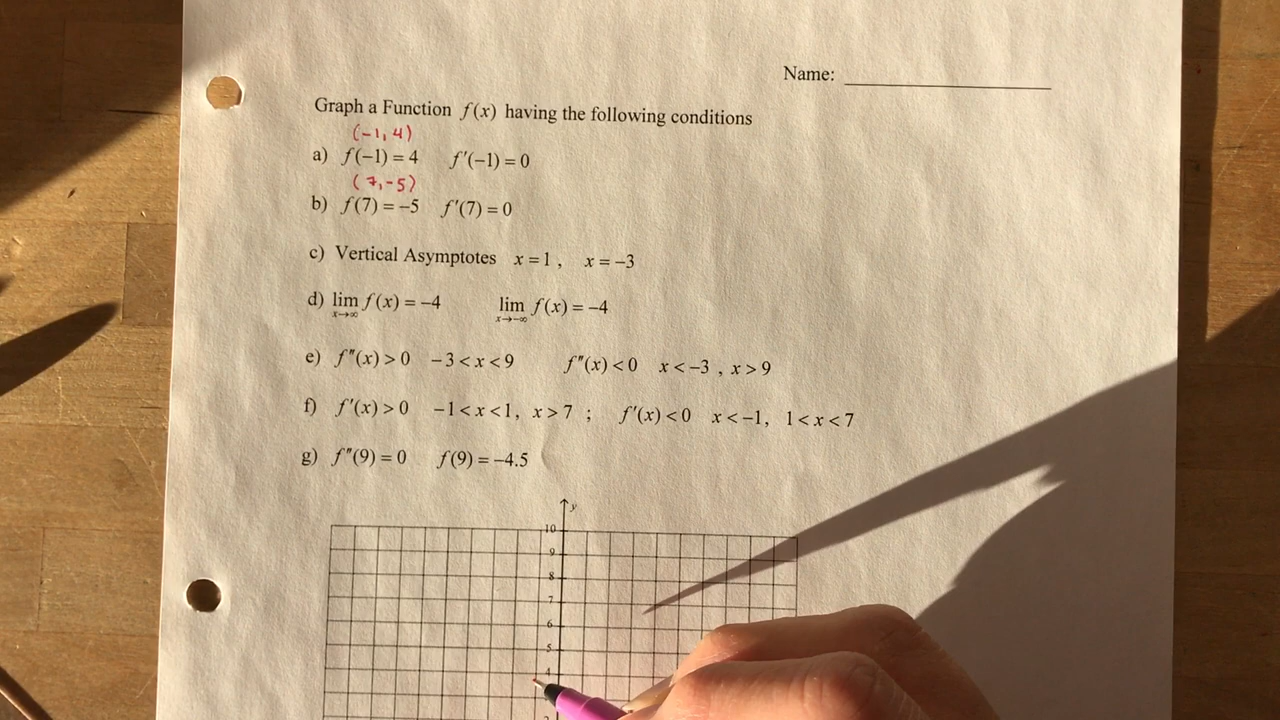 Name: ____________________
Graph a Function f(x) having the following conditions
(-1, 4)
a) f(−1) = 4 f′(−1) = 0
(7, -5)
b) f(7) = −5 f′(7) = 0
c) Vertical Asymptotes x = 1 , x = −3
d) lim x→∞ f(x) = −4 lim x→−∞ f(x) = −4
e) f″(x) > 0 −3 < x < 9 f″(x) < 0 x < −3 , x > 9
f) f′(x) > 0 −1 < x < 1, x > 7 ; f′(x) < 0 x < −1, 1 < x < 7
g) f″(9) = 0 f(9) = −4.5
y
10
9
8
7
6
5
4